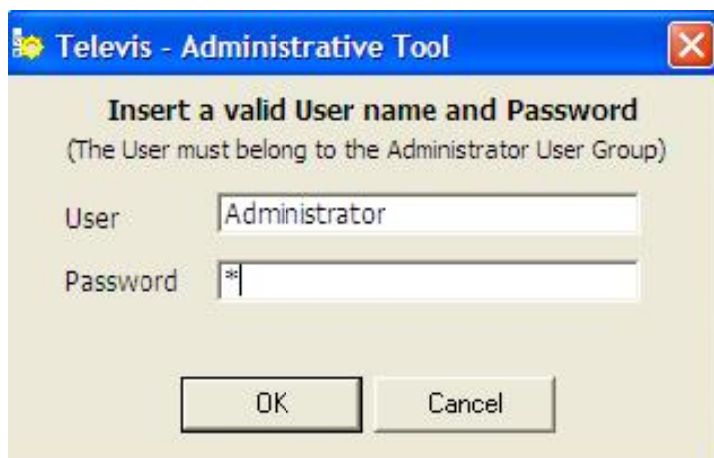 Televis - Administrative Tool
Insert a valid User name and Password
(The User must belong to the Administrator User Group)
User Administrator
Password *
OK Cancel